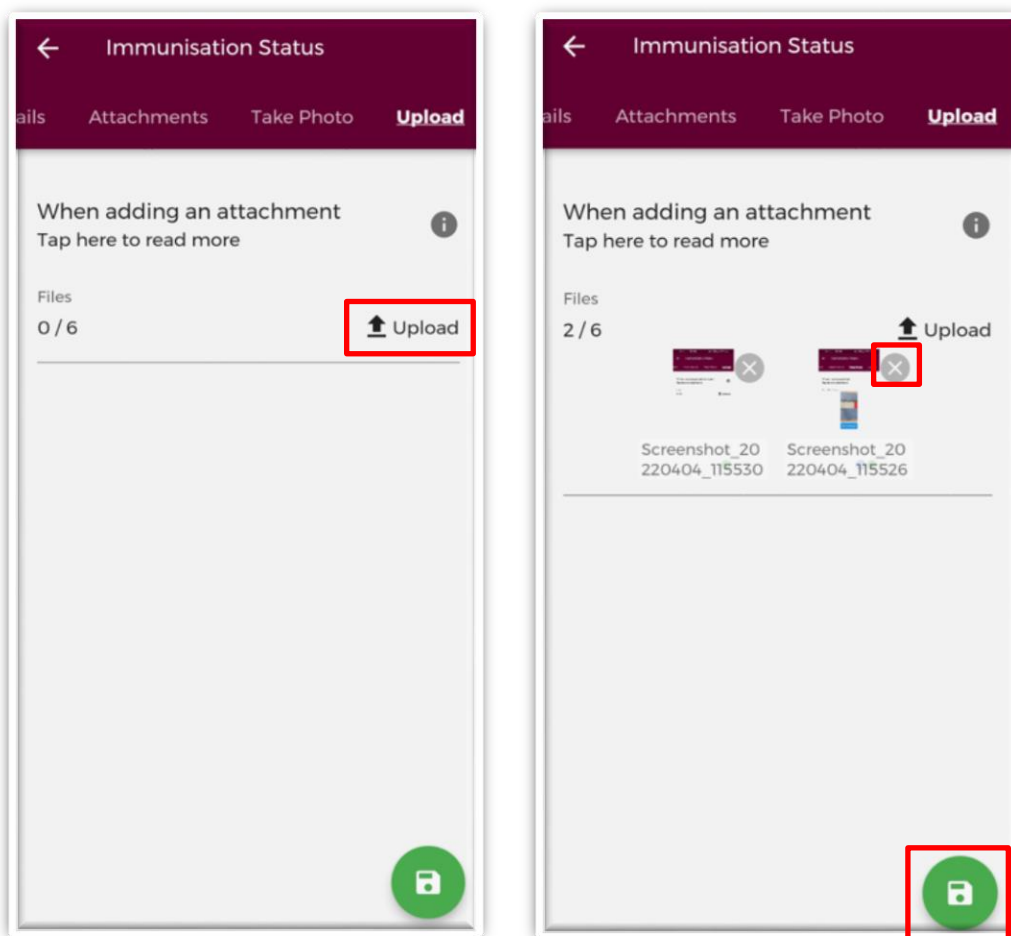 Immunisation Status
ails Attachments Take Photo Upload
When adding an attachment
Tap here to read more
Files
0 / 6 Upload
Immunisation Status
ails Attachments Take Photo Upload
When adding an attachment
Tap here to read more
Files
2 / 6 Upload
Screenshot_20 Screenshot_20
220404_115530 220404_115526